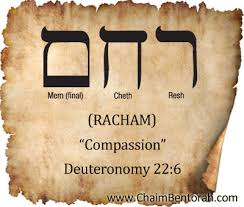 רחם
Mem (final) Cheth Resh
(RACHAM)
“Compassion”
Deuteronomy 22:6
www.ChaimBentorah.com